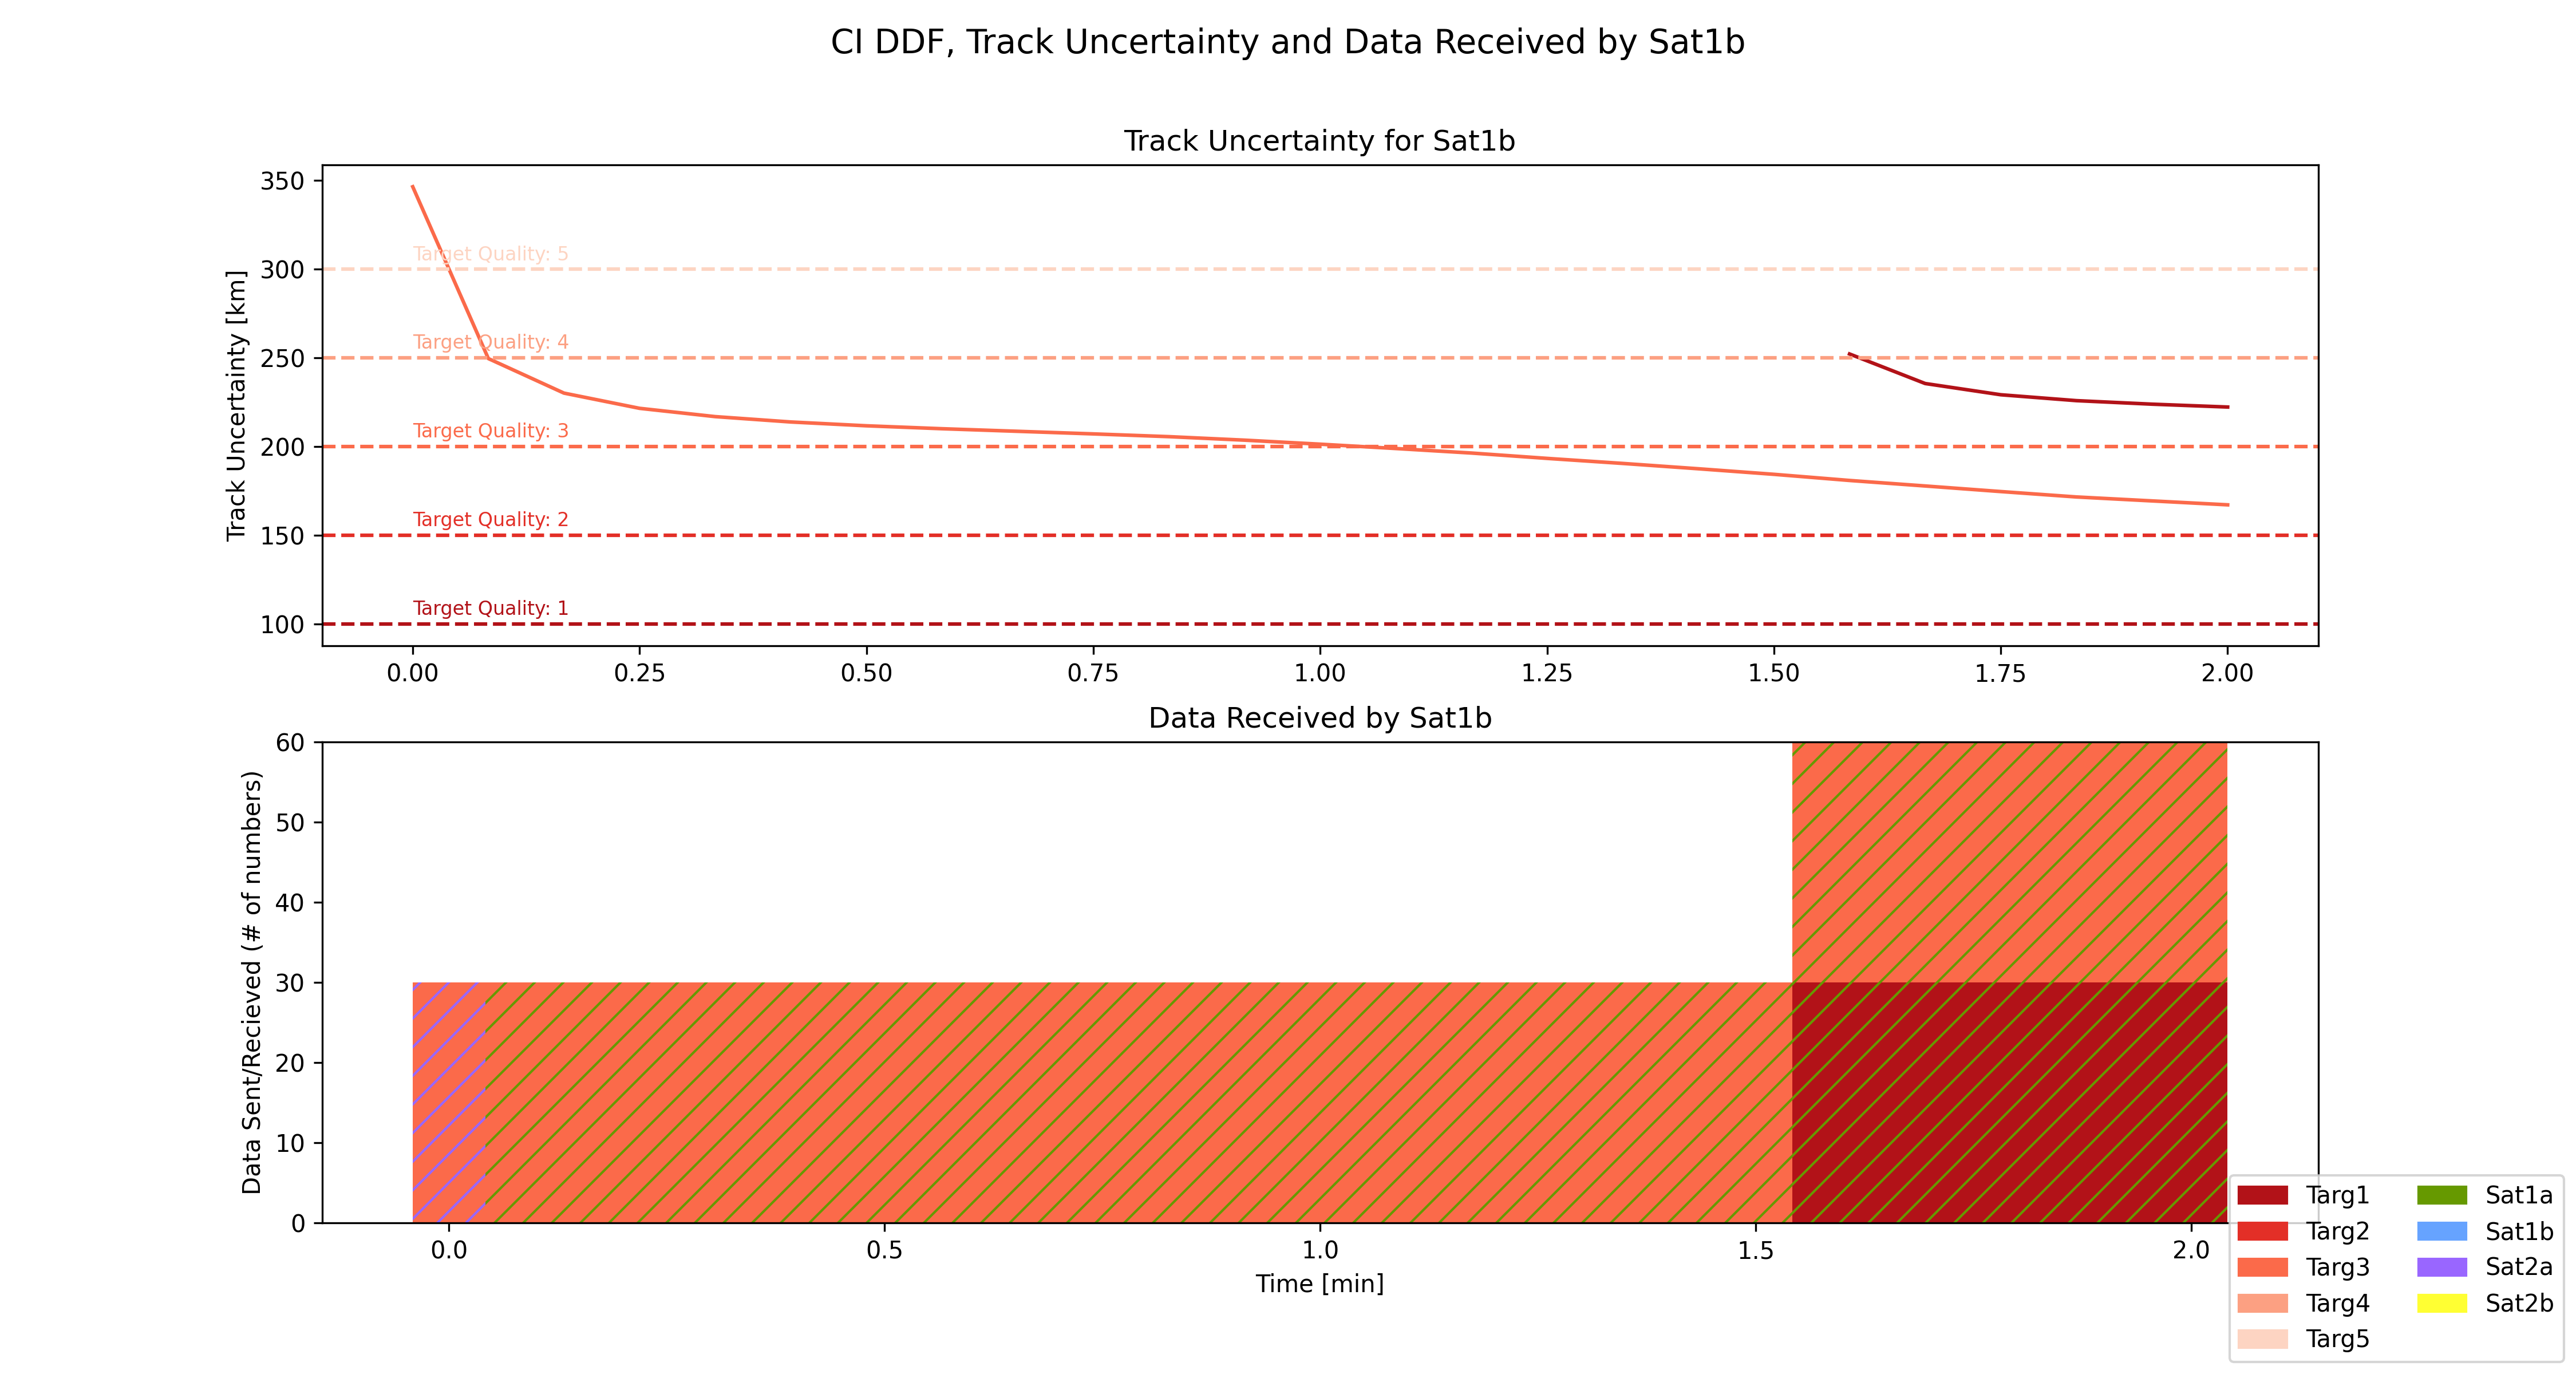 CI DDF, Track Uncertainty and Data Received by Sat1b
Track Uncertainty for Sat1b
Track Uncertainty [km]
350
300
250
200
150
100
Target Quality: 5
Target Quality: 4
Target Quality: 3
Target Quality: 2
Target Quality: 1
0.00 0.25 0.50 0.75 1.00 1.25 1.50 1.75 2.00
Data Received by Sat1b
Data Sent/Recieved (# of numbers)
60
50
40
30
20
10
0
0.0 0.5 1.0 1.5 2.0
Time [min]
Targ1 Sat1a
Targ2 Sat1b
Targ3 Sat2a
Targ4 Sat2b
Targ5